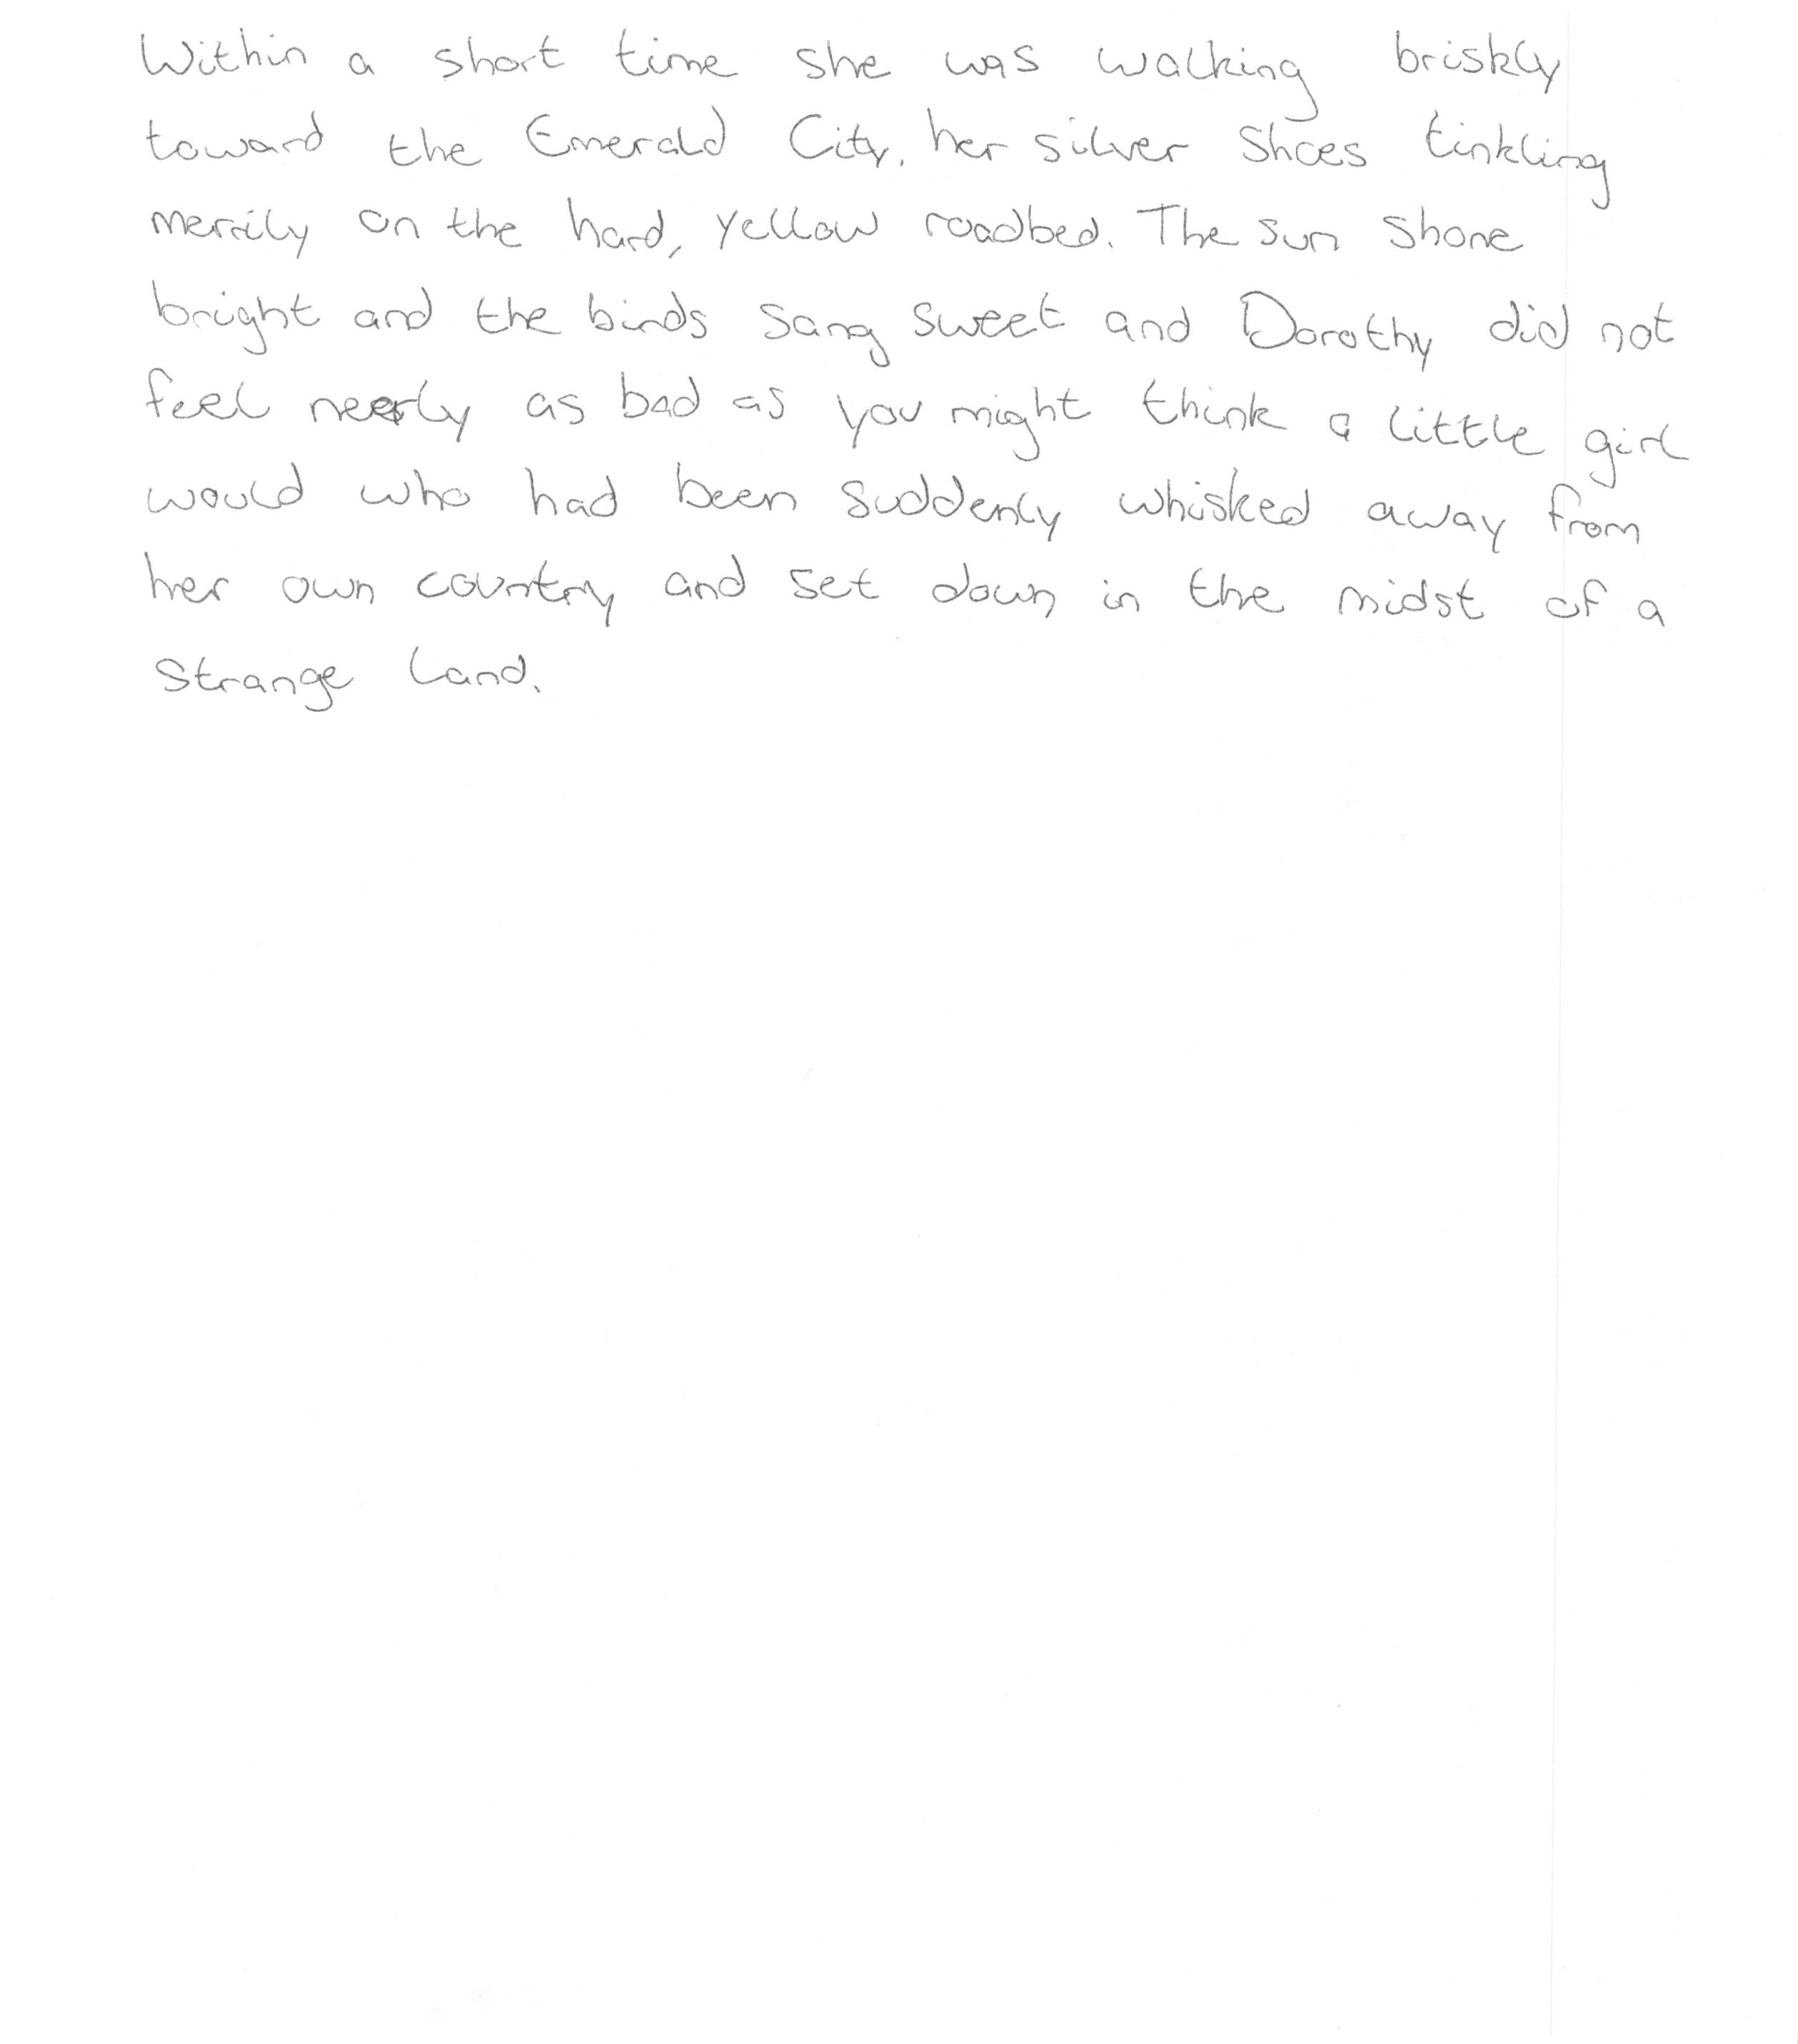 Within a short time she was walking briskly
toward the Emerald City, her silver Shoes tinkling
merrily on the hard, yellow roadbed. The sun shone
bright and the birds sang sweet and Dorothy did not
feel nearly as bad as you might think a little girl
would who had been suddenly whisked away from
her own country and set down in the midst of a
strange land.